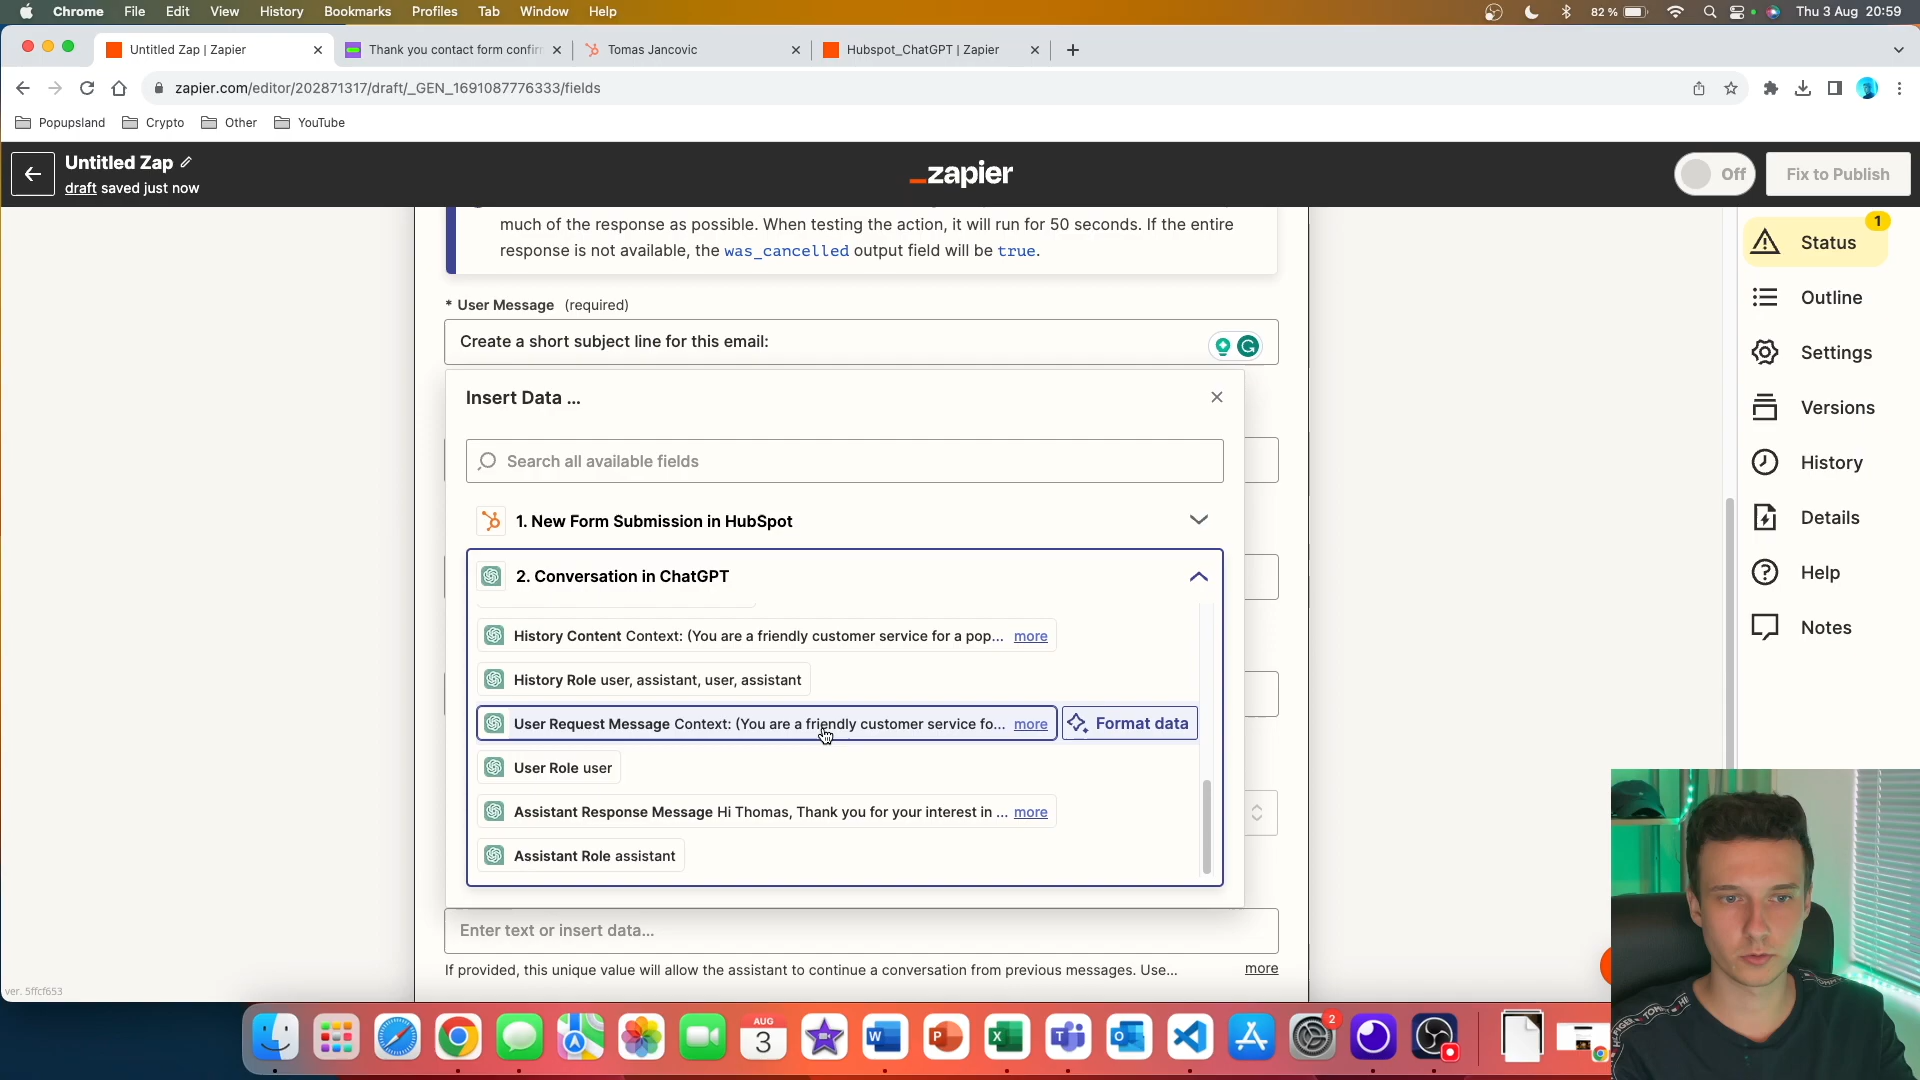 Chrome File Edit View History Bookmarks Profiles Tab Window Help 82 % Thu 3 Aug 20:59
Untitled Zap | Zapier Thank you contact form confir Tomas Jancovic Hubspot_ChatGPT | Zapier
zapier.com/editor/202871317/draft/_GEN_1691087776333/fields
Popupsland Crypto Other YouTube
Untitled Zap
draft saved just now
_zapier
Off
Fix to Publish
much of the response as possible. When testing the action, it will run for 50 seconds. If the entire
response is not available, the was_cancelled output field will be true.
* User Message (required)
Create a short subject line for this email:
Insert Data ...
Search all available fields
1. New Form Submission in HubSpot
2. Conversation in ChatGPT
History Content Context: (You are a friendly customer service for a pop... more
History Role user, assistant, user, assistant
User Request Message Context: (You are a friendly customer service fo... more Format data
User Role user
Assistant Response Message Hi Thomas, Thank you for your interest in ... more
Assistant Role assistant
Enter text or insert data...
If provided, this unique value will allow the assistant to continue a conversation from previous messages. Use... more
1
Status
Outline
Settings
Versions
History
Details
Help
Notes
ver. 5ffcf653
AUG
3
2